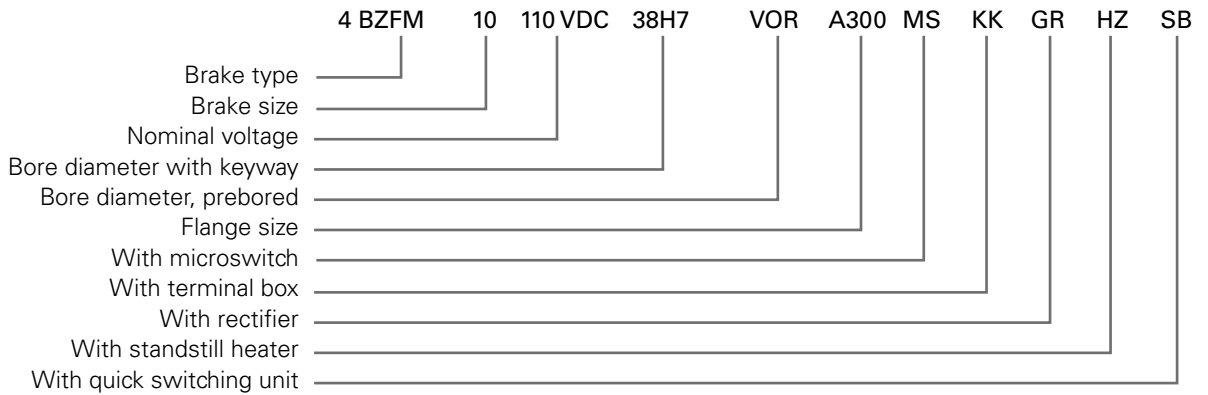 4 BZFM 10 110 VDC 38H7 VOR A300 MS KK GR HZ SB
Brake type
Brake size
Nominal voltage
Bore diameter with keyway
Bore diameter, prebored
Flange size
With microswitch
With terminal box
With rectifier
With standstill heater
With quick switching unit